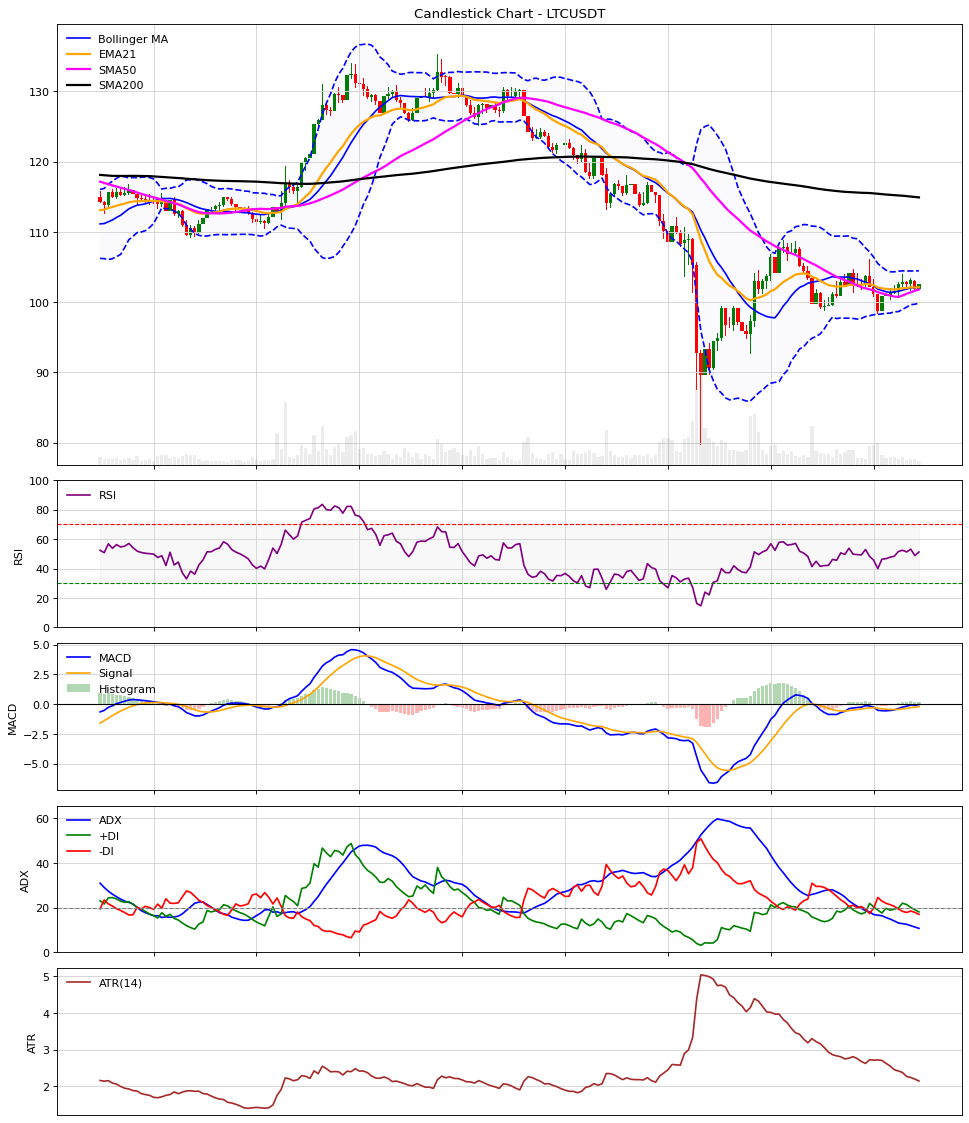 Candlestick Chart - LTCUSDT
Bollinger MA
EMA21
SMA50
SMA200
130
120
110
100
90
80
RSI
100
80
60
40
20
0
RSI
MACD
Signal
Histogram
5.0
2.5
0.0
−2.5
−5.0
MACD
ADX
+DI
-DI
60
40
20
0
ADX
ATR(14)
5
4
3
2
ATR